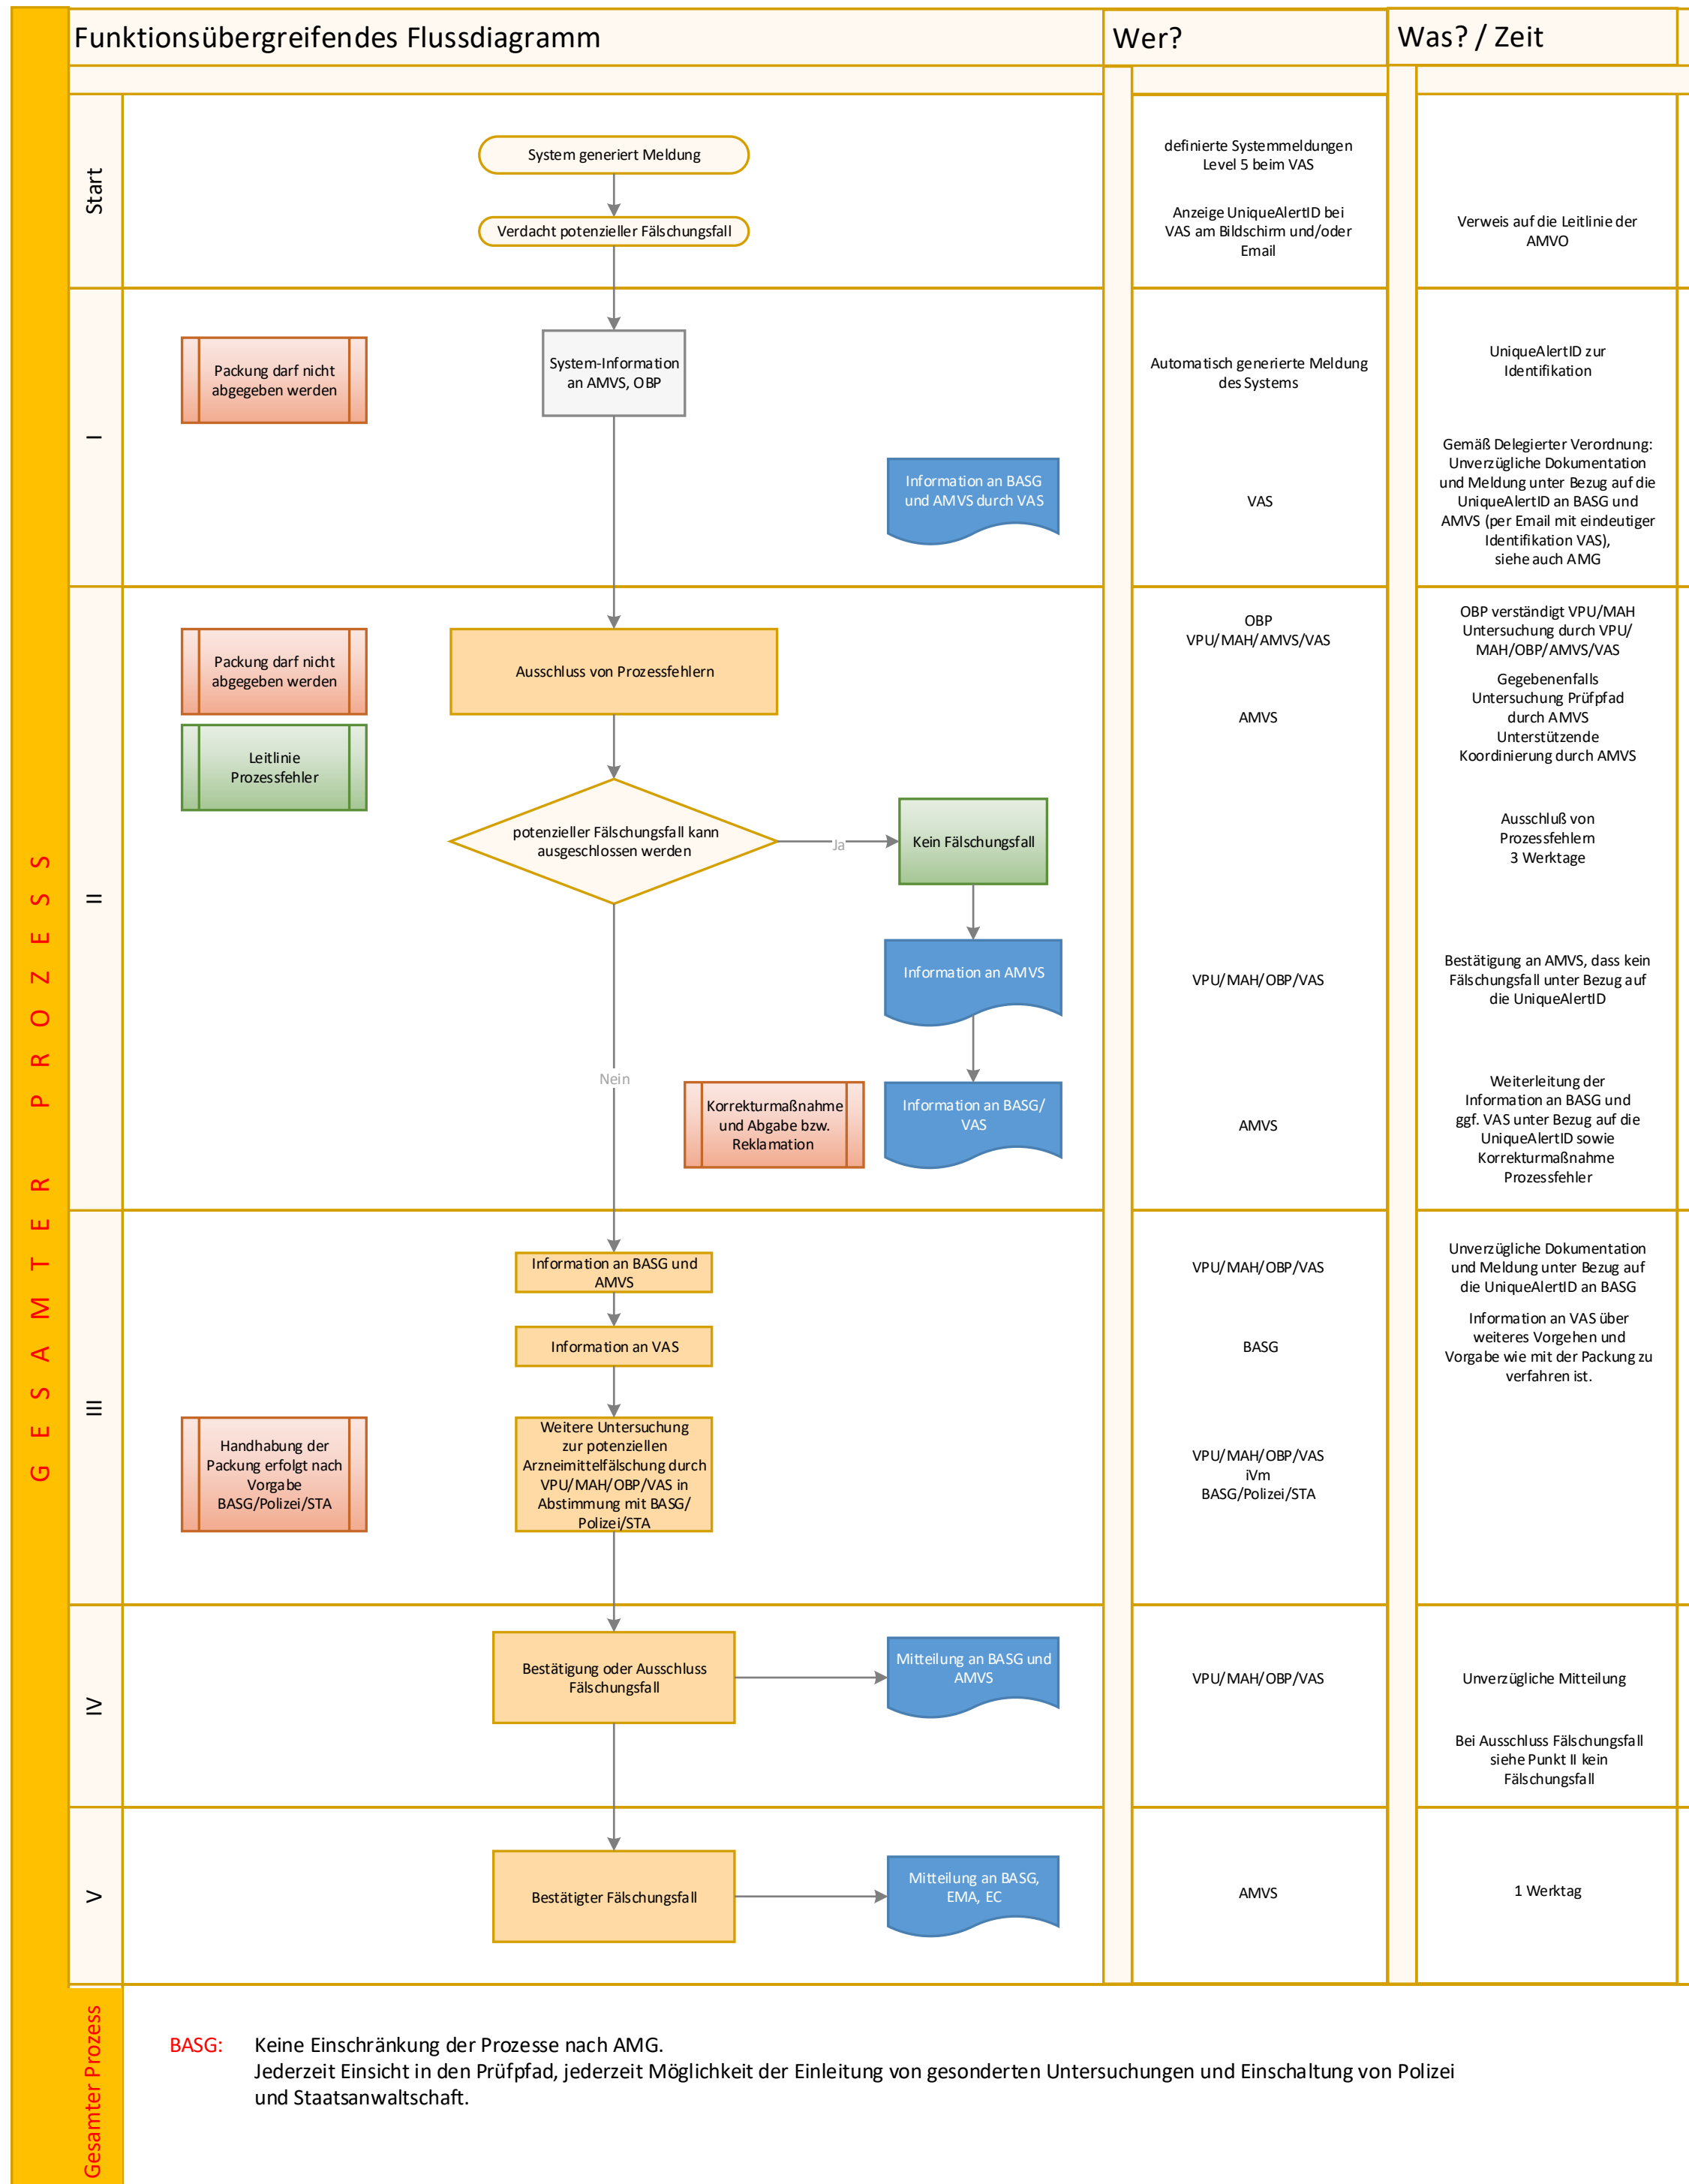 Funktionsübergreifendes Flussdiagramm
Wer?
Was? / Zeit
GESAMTER PROZESS
Start
System generiert Meldung
Verdacht potenzieller Fälschungsfall
definierte Systemmeldungen
Level 5 beim VAS
Anzeige UniqueAlertID bei
VAS am Bildschirm und/oder
Email
Verweis auf die Leitlinie der
AMVO
I
Packung darf nicht
abgegeben werden
System-Information
an AMVS, OBP
Automatisch generierte Meldung
des Systems
UniqueAlertID zur
Identifikation
Information an BASG
und AMVS durch VAS
VAS
Gemäß Delegierter Verordnung:
Unverzügliche Dokumentation
und Meldung unter Bezug auf die
UniqueAlertID an BASG und
AMVS (per Email mit eindeutiger
Identifikation VAS),
siehe auch AMG
II
Packung darf nicht
abgegeben werden
Ausschluss von Prozessfehlern
OBP
VPU/MAH/AMVS/VAS
OBP verständigt VPU/MAH
Untersuchung durch VPU/
MAH/OBP/AMVS/VAS
Leitlinie
Prozessfehler
AMVS
Gegebenenfalls
Untersuchung Prüfpfad
durch AMVS
Unterstützende
Koordinierung durch AMVS
potenzieller Fälschungsfall kann
ausgeschlossen werden
Ja
Kein Fälschungsfall
Ausschluß von
Prozessfehlern
3 Werktage
Information an AMVS
VPU/MAH/OBP/VAS
Bestätigung an AMVS, dass kein
Fälschungsfall unter Bezug auf
die UniqueAlertID
Nein
Korrekturmaßnahme
und Abgabe bzw.
Reklamation
Information an BASG/
VAS
AMVS
Weiterleitung der
Information an BASG und
ggf. VAS unter Bezug auf die
UniqueAlertID sowie
Korrekturmaßnahme
Prozessfehler
III
Information an BASG und
AMVS
VPU/MAH/OBP/VAS
Unverzügliche Dokumentation
und Meldung unter Bezug auf
die UniqueAlertID an BASG
Information an VAS
BASG
Information an VAS über
weiteres Vorgehen und
Vorgabe wie mit der Packung zu
verfahren ist.
Handhabung der
Packung erfolgt nach
Vorgabe
BASG/Polizei/STA
Weitere Untersuchung
zur potenziellen
Arzneimittelfälschung durch
VPU/MAH/OBP/VAS in
Abstimmung mit BASG/
Polizei/STA
VPU/MAH/OBP/VAS
iVm
BASG/Polizei/STA
IV
Bestätigung oder Ausschluss
Fälschungsfall
Mitteilung an BASG und
AMVS
VPU/MAH/OBP/VAS
Unverzügliche Mitteilung
Bei Ausschluss Fälschungsfall
siehe Punkt II kein
Fälschungsfall
V
Bestätigter Fälschungsfall
Mitteilung an BASG,
EMA, EC
AMVS
1 Werktag
Gesamter Prozess
BASG: Keine Einschränkung der Prozesse nach AMG.
Jederzeit Einsicht in den Prüfpfad, jederzeit Möglichkeit der Einleitung von gesonderten Untersuchungen und Einschaltung von Polizei
und Staatsanwaltschaft.